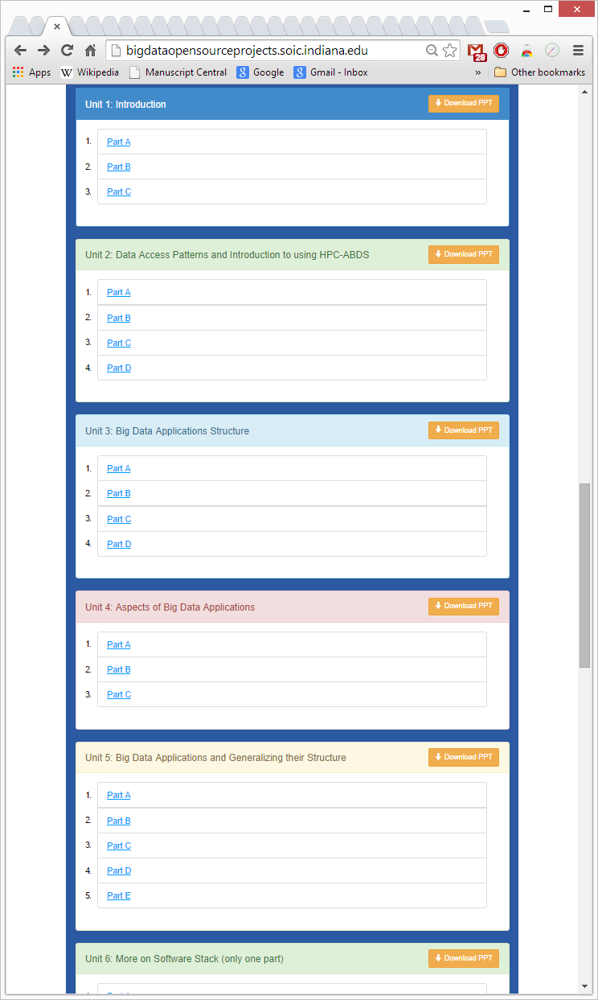 bigdataopensourceprojects.soic.indiana.edu
28
Apps W Wikipedia Manuscript Central 8 Google 8 Gmail - Inbox » Other bookmarks
Unit 1: Introduction Download PPT
1. Part A
2. Part B
3. Part C
Unit 2: Data Access Patterns and Introduction to using HPC-ABDS Download PPT
1. Part A
2. Part B
3. Part C
4. Part D
Unit 3: Big Data Applications Structure Download PPT
1. Part A
2. Part B
3. Part C
4. Part D
Unit 4: Aspects of Big Data Applications Download PPT
1. Part A
2. Part B
3. Part C
Unit 5: Big Data Applications and Generalizing their Structure Download PPT
1. Part A
2. Part B
3. Part C
4. Part D
5. Part E
Unit 6: More on Software Stack (only one part) Download PPT